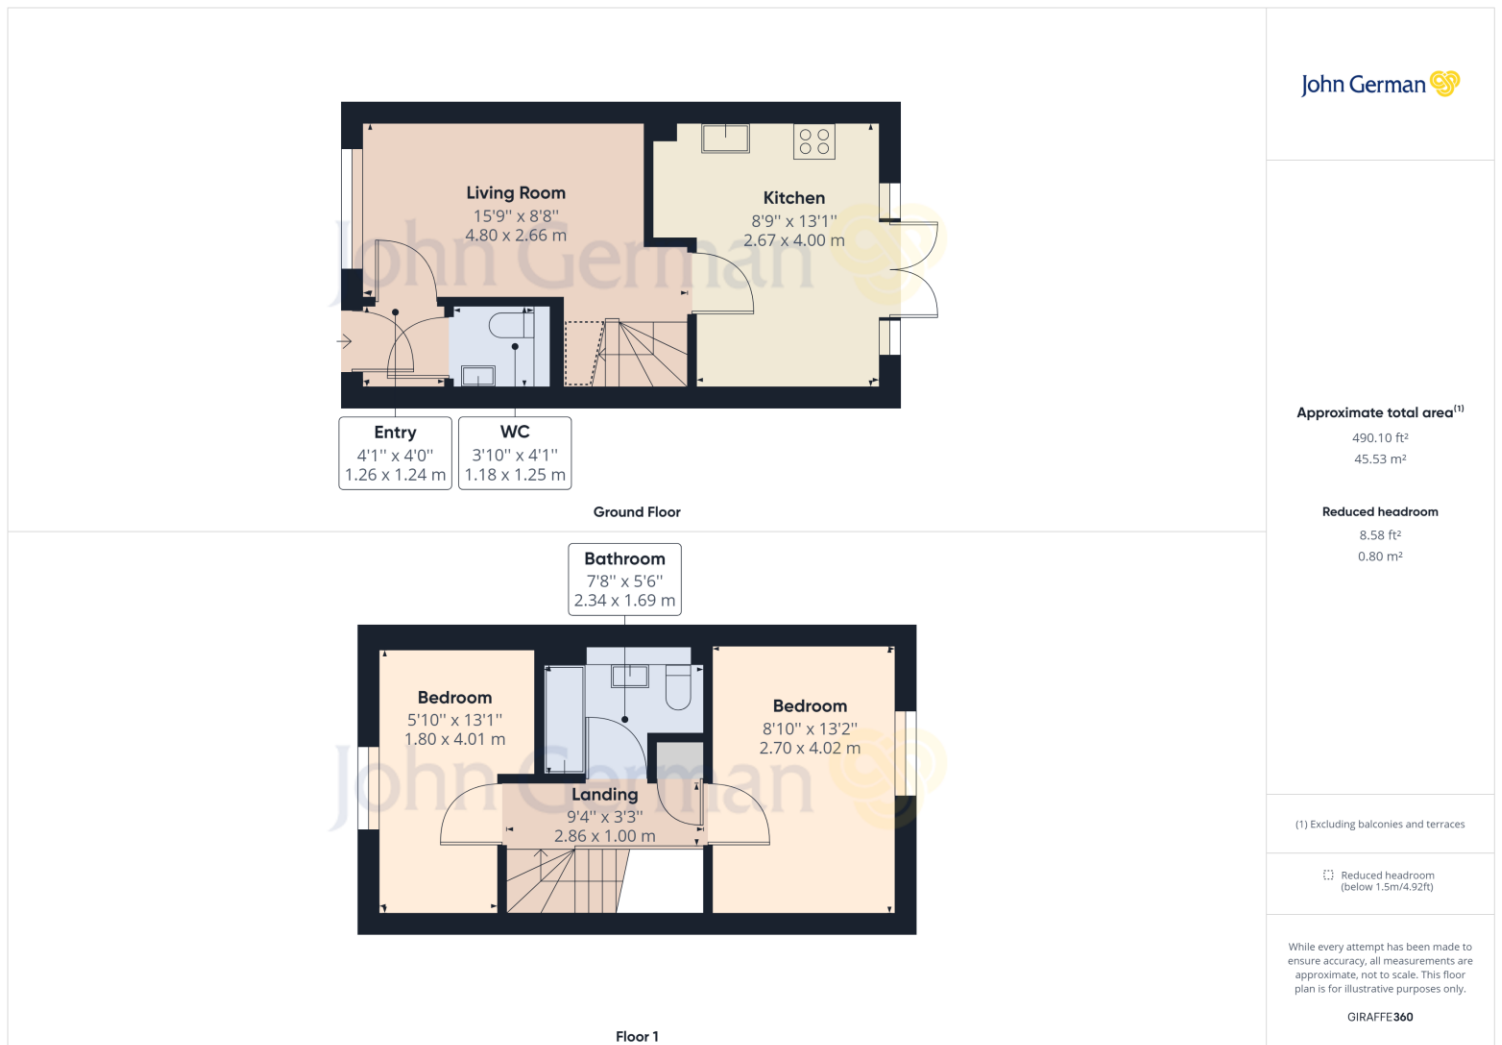 John German
Living Room
15'9'' x 8'8''
4.80 x 2.66 m
Kitchen
8'9'' x 13'1''
2.67 x 4.00 m
John German
Entry
4'1'' x 4'0''
1.26 x 1.24 m
WC
3'10'' x 4'1''
1.18 x 1.25 m
Ground Floor
Bathroom
7'8'' x 5'6''
2.34 x 1.69 m
Bedroom
5'10'' x 13'1''
1.80 x 4.01 m
Bedroom
8'10'' x 13'2''
2.70 x 4.02 m
John German
Landing
9'4'' x 3'3''
2.86 x 1.00 m
Floor 1
Approximate total area(1)
490.10 ft²
45.53 m²
Reduced headroom
8.58 ft²
0.80 m²
(1) Excluding balconies and terraces
Reduced headroom
(below 1.5m/4.92ft)
While every attempt has been made to
ensure accuracy, all measurements are
approximate, not to scale. This floor
plan is for illustrative purposes only.
GIRAFFE360